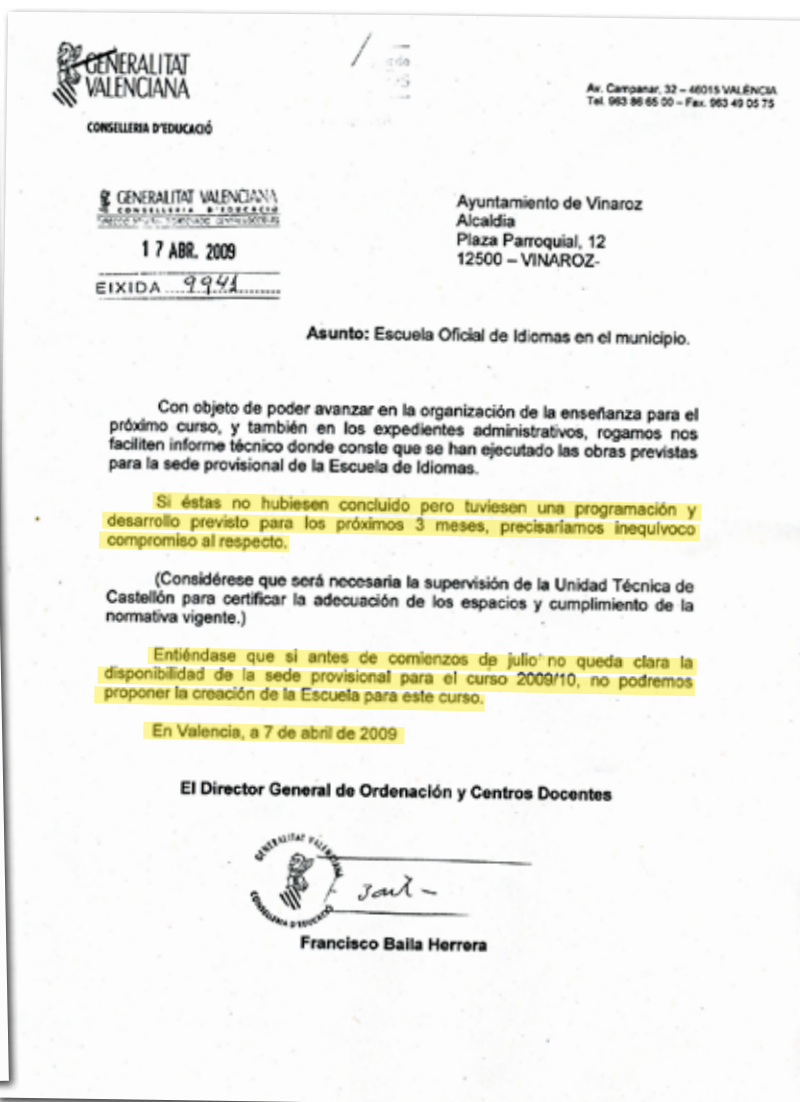 GENERALITAT
VALENCIANA
CONSELLERIA D'EDUCACIÓ
Av. Campanar, 32 – 46015 VALÈNCIA
Tel. 963 86 65 00 – Fax. 963 49 05 75
GENERALITAT VALENCIANA
CONSELLERIA D'EDUCACIÓ
17 ABR. 2009
EIXIDA 9941
Ayuntamiento de Vinaroz
Alcaldia
Plaza Parroquial, 12
12500 – VINAROZ-
Asunto: Escuela Oficial de Idiomas en el municipio.
Con objeto de poder avanzar en la organización de la enseñanza para el
próximo curso, y también en los expedientes administrativos, rogamos nos
faciliten informe técnico donde conste que se han ejecutado las obras previstas
para la sede provisional de la Escuela de Idiomas.
Si éstas no hubiesen concluido pero tuviesen una programación y
desarrollo previsto para los próximos 3 meses, precisaríamos inequívoco
compromiso al respecto.
(Considérese que será necesaria la supervisión de la Unidad Técnica de
Castellón para certificar la adecuación de los espacios y cumplimiento de la
normativa vigente.)
Entiéndase que si antes de comienzos de julio no queda clara la
disponibilidad de la sede provisional para el curso 2009/10, no podremos
proponer la creación de la Escuela para este curso.
En Valencia, a 7 de abril de 2009
El Director General de Ordenación y Centros Docentes
GENERALITAT VALENCIANA
CONSELLERIA D'EDUCACIÓ
Francisco Baila Herrera